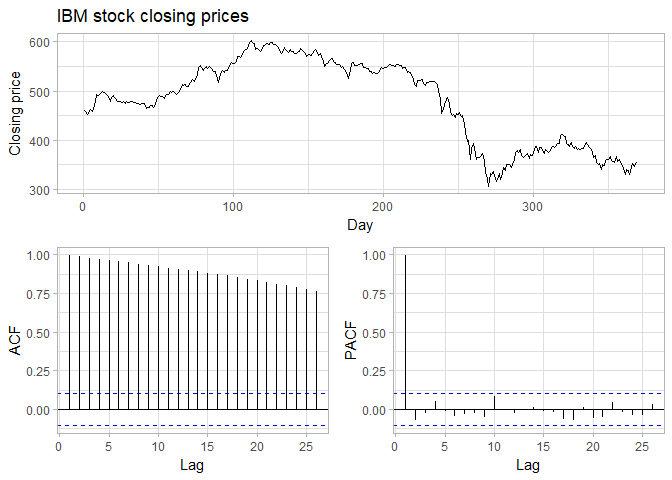 IBM stock closing prices
600
500
400
300
Closing price
0 100 200 300
Day
1.00 1.00
0.75 0.75
0.50 0.50
0.25 0.25
0.00 0.00
ACF PACF
0 5 10 15 20 25 0 5 10 15 20 25
Lag Lag